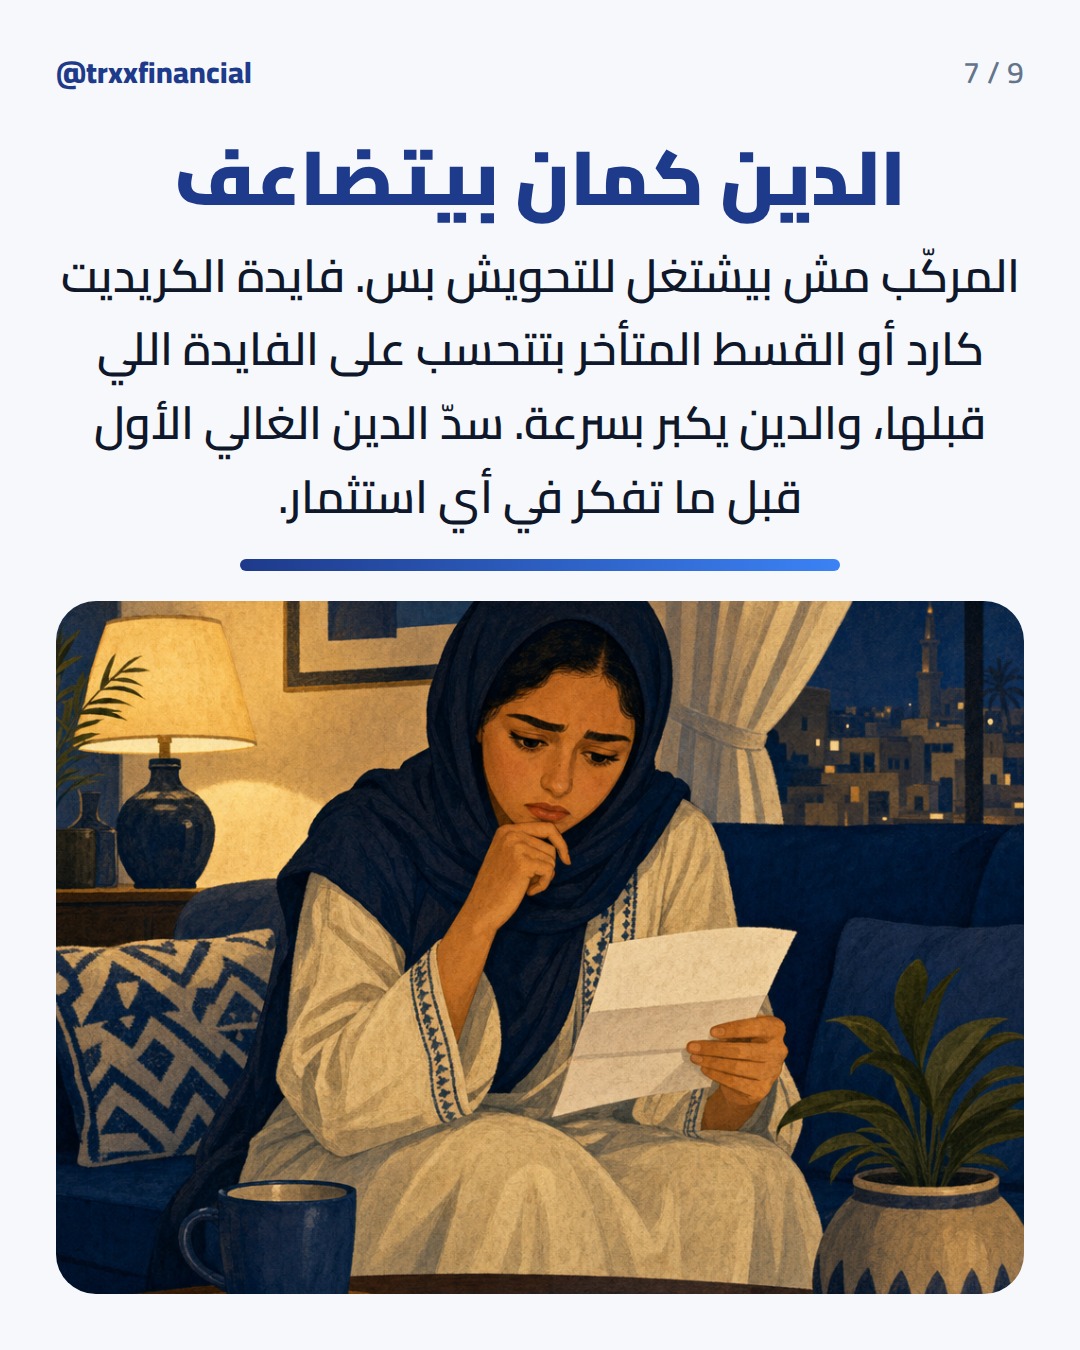 @trxxfinancial
7 / 9
الدين كمان بيتضاعف
المركّب مش بيشتغل للتحويش بس. فايدة الكريديت
كارد أو القسط المتأخر بتتحسب على الفايدة اللي
قبلها، والدين يكبر بسرعة. سدّ الدين الغالي الأول
قبل ما تفكر في أي استثمار.